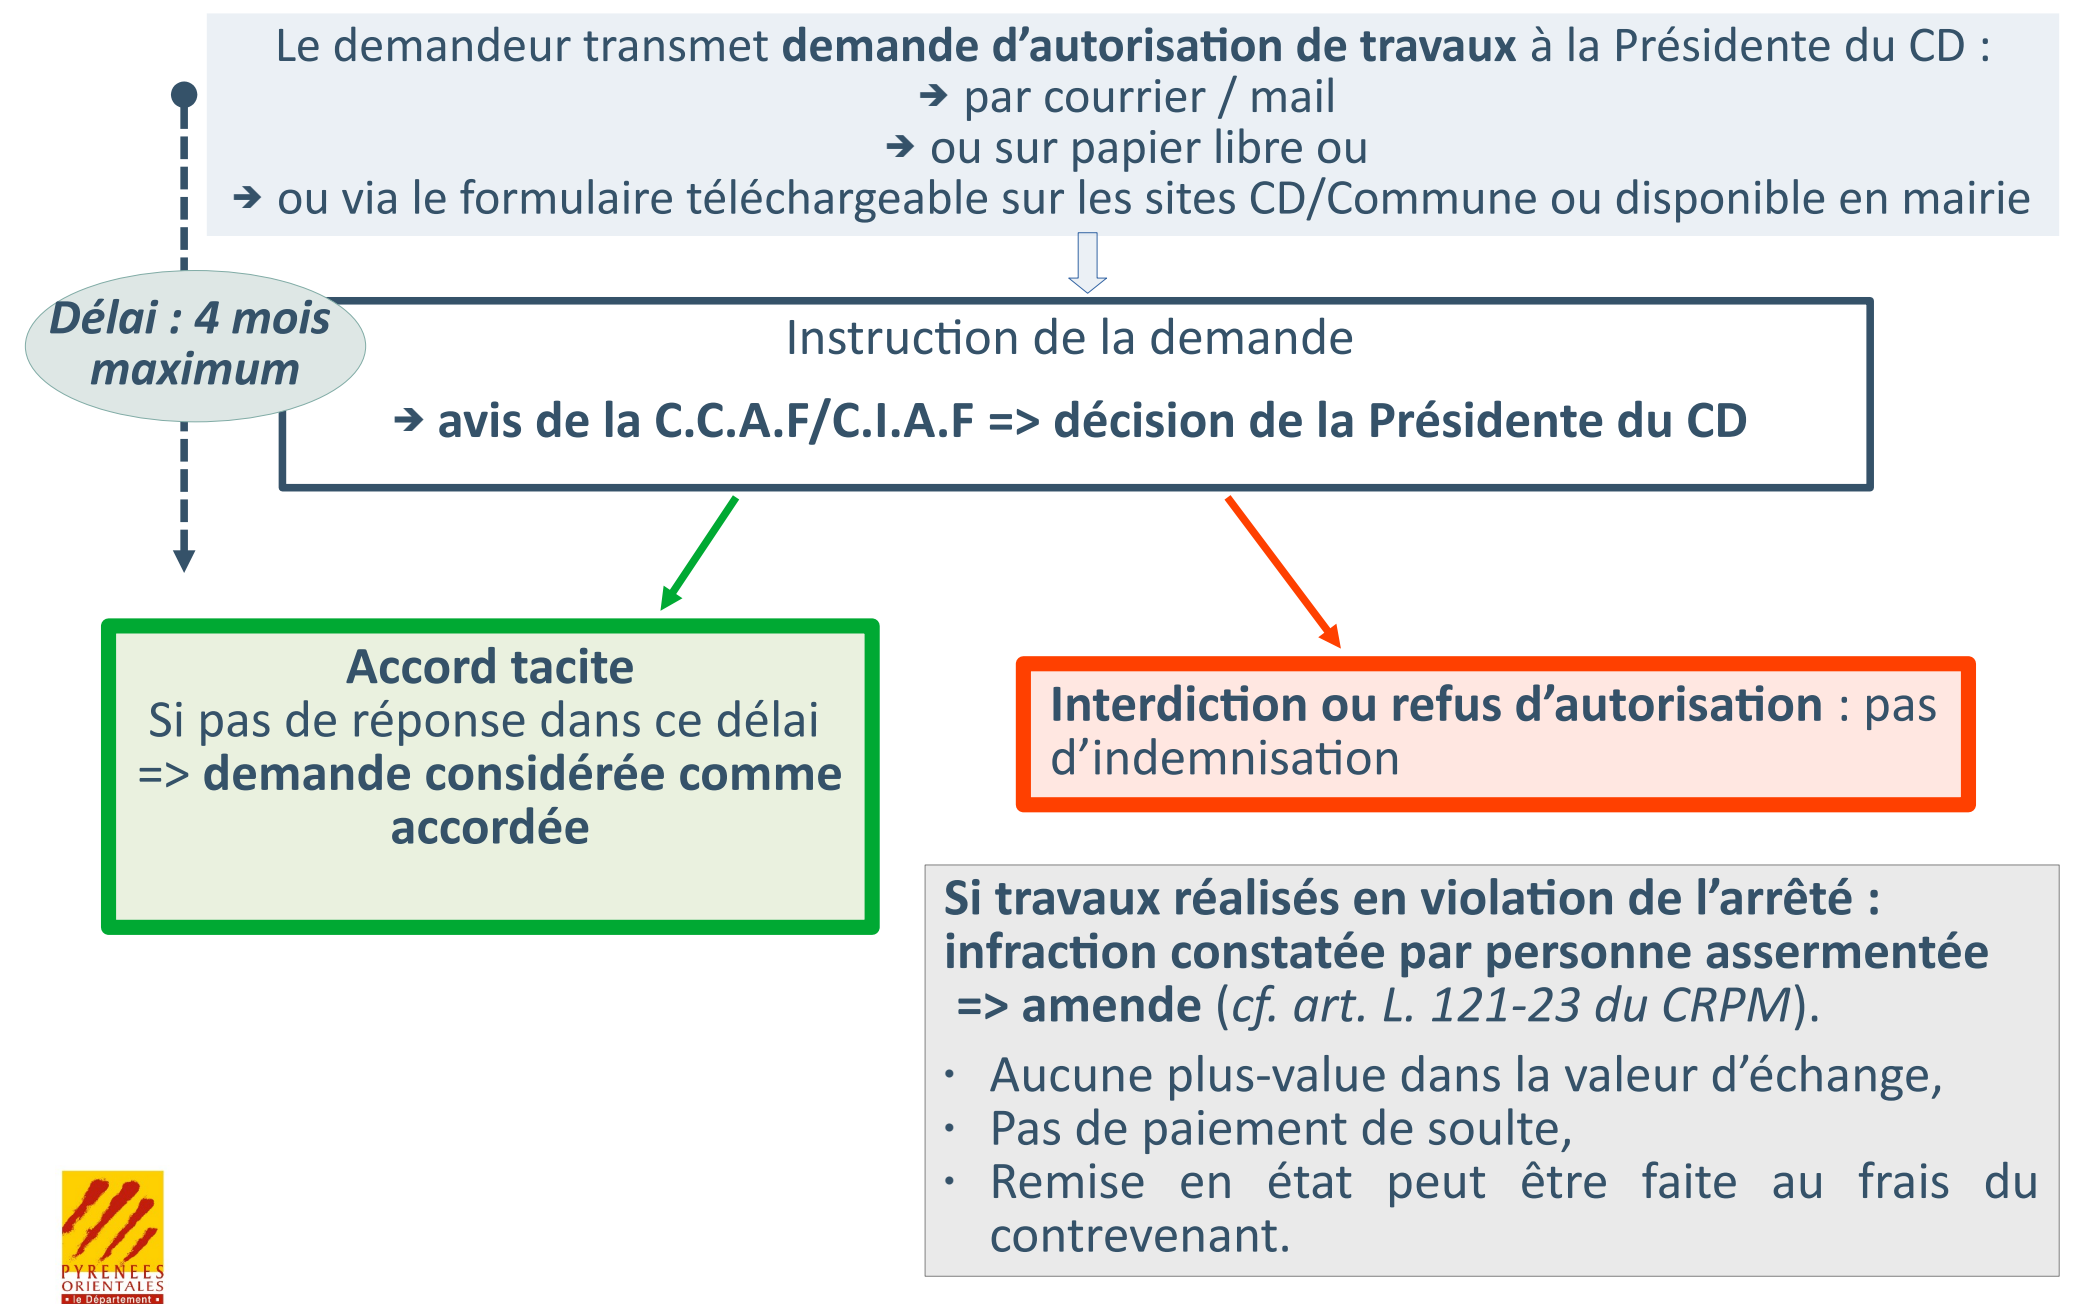 Le demandeur transmet demande d’autorisation de travaux à la Présidente du CD :
➔ par courrier / mail
➔ ou sur papier libre ou
➔ ou via le formulaire téléchargeable sur les sites CD/Commune ou disponible en mairie
Délai : 4 mois
maximum
Instruction de la demande
➔ avis de la C.C.A.F/C.I.A.F => décision de la Présidente du CD
Accord tacite
Si pas de réponse dans ce délai
=> demande considérée comme
accordée
Interdiction ou refus d’autorisation : pas
d’indemnisation
Si travaux réalisés en violation de l’arrêté :
infraction constatée par personne assermentée
=> amende (cf. art. L. 121-23 du CRPM).
· Aucune plus-value dans la valeur d’échange,
· Pas de paiement de soulte,
· Remise en état peut être faite au frais du
contrevenant.
PYRENEES
ORIENTALES
• le Département •